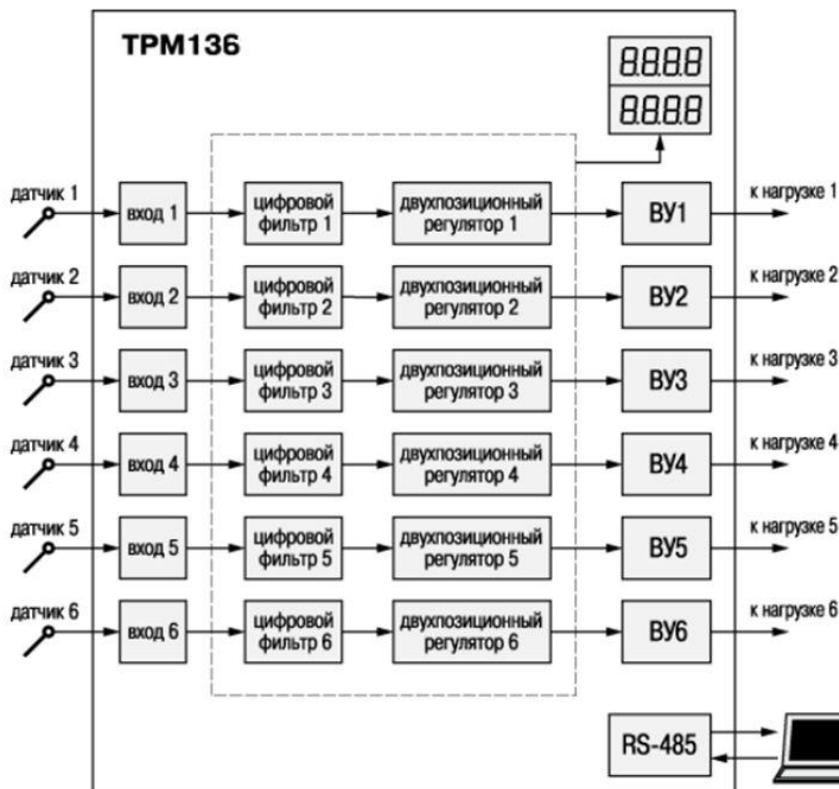 ТРМ136
8.8.8.8
8.8.8.8
датчик 1
вход 1
цифровой
фильтр 1
двухпозиционный
регулятор 1
ВУ1
к нагрузке 1
датчик 2
вход 2
цифровой
фильтр 2
двухпозиционный
регулятор 2
ВУ2
к нагрузке 2
датчик 3
вход 3
цифровой
фильтр 3
двухпозиционный
регулятор 3
ВУ3
к нагрузке 3
датчик 4
вход 4
цифровой
фильтр 4
двухпозиционный
регулятор 4
ВУ4
к нагрузке 4
датчик 5
вход 5
цифровой
фильтр 5
двухпозиционный
регулятор 5
ВУ5
к нагрузке 5
датчик 6
вход 6
цифровой
фильтр 6
двухпозиционный
регулятор 6
ВУ6
к нагрузке 6
RS-485